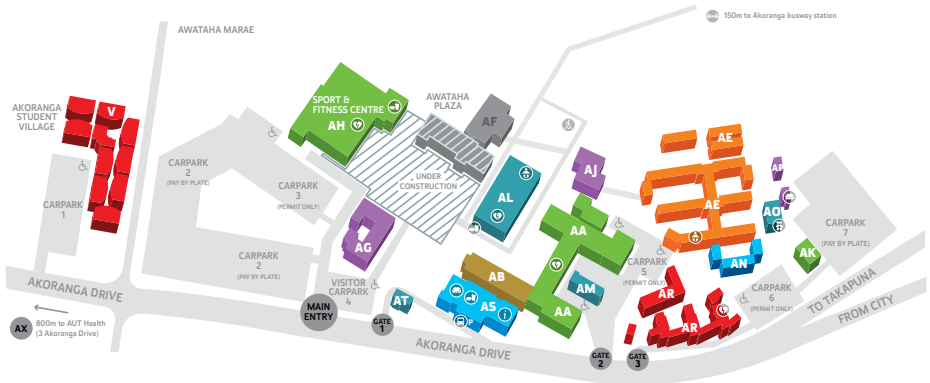 150m to Akoranga busway station
AWATAHA MARAE
AKORANGA
STUDENT
VILLAGE
V
SPORT &
FITNESS CENTRE
AH
AWATAHA
PLAZA
AF
UNDER
CONSTRUCTION
CARPARK
1
CARPARK
2
(PAY BY PLATE)
CARPARK
3
(PERMIT ONLY)
CARPARK
2
(PAY BY PLATE)
AG
VISITOR
CARPARK
4
AL
AJ
AE
AE
AP
AO
AA
AA
AM
AB
AS
i
P
AT
CARPARK
5
(PERMIT ONLY)
AN
AK
AR
AR
CARPARK
6
(PERMIT ONLY)
CARPARK
7
(PAY BY PLATE)
AKORANGA DRIVE
MAIN
ENTRY
GATE
1
AX
800m to AUT Health
(3 Akoranga Drive)
AKORANGA DRIVE
GATE
2
GATE
3
TO TAKAPUNA
FROM CITY